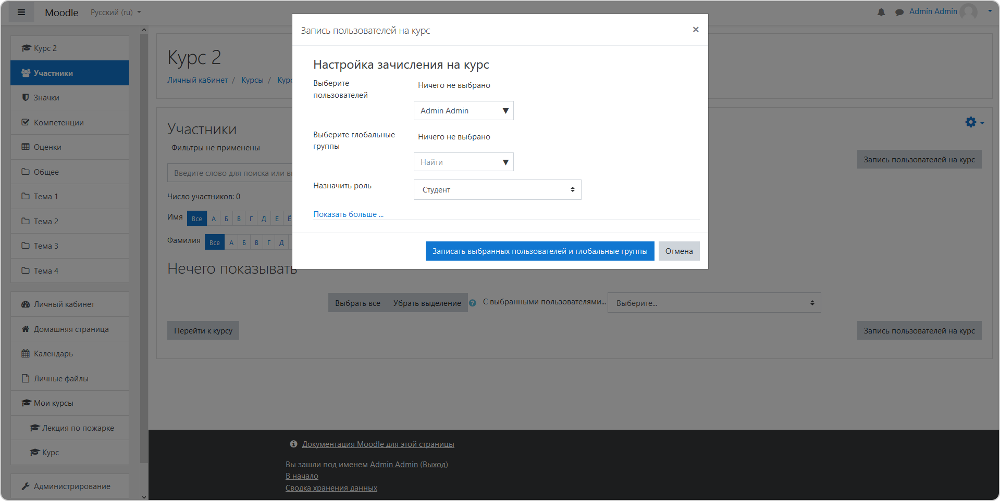 Moodle
Русский (ru)
Admin Admin
Курс 2
Участники
Значки
Компетенции
Оценки
Общее
Тема 1
Тема 2
Тема 3
Тема 4
Личный кабинет
Домашняя страница
Календарь
Личные файлы
Мои курсы
Лекция по пожарке
Курс
Администрирование
Курс 2
Личный кабинет / Курсы /
Участники
Фильтры не применены
Введите слово для поиска или
Число участников: 0
Имя Все А Б В Г Д Е Ё
Фамилия Все А Б В Г Д
Нечего показывать
Запись пользователей на курс
Выбрать все Убрать выделение С выбранными пользователями... Выберите...
Перейти к курсу
Запись пользователей на курс
Запись пользователей на курс ×
Настройка зачисления на курс
Выберите
пользователей
Ничего не выбрано
Admin Admin ▼
Выберите глобальные
группы
Ничего не выбрано
Найти ▼
Назначить роль
Студент
Показать больше ...
Записать выбранных пользователей и глобальные группы
Отмена
Документация Moodle для этой страницы
Вы зашли под именем Admin Admin (Выход)
В начало
Сводка хранения данных